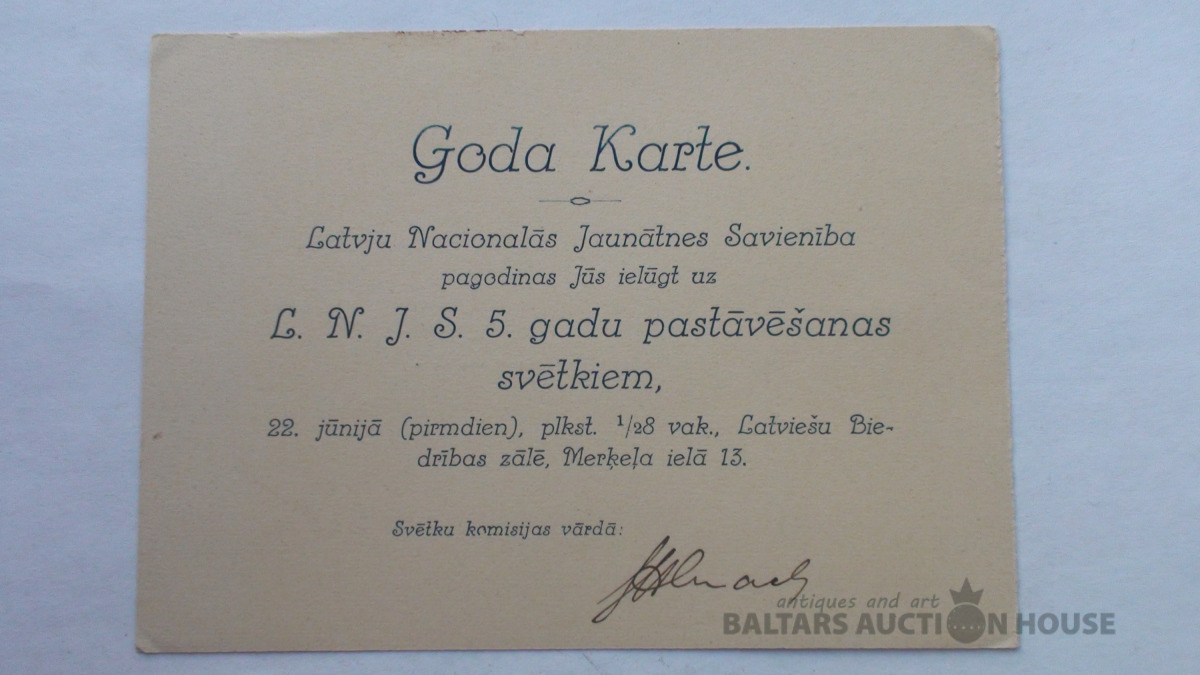 Goda Karte.
Latvju Nacionalās Jaunātnes Savienība
pagodinas Jūs ielūgt uz
L. N. J. S. 5. gadu pastāvēšanas
svētkiem,
22. jūnijā (pirmdien), plkst. ½8 vak., Latviešu Bie-
drības zālē, Merķeļa ielā 13.
Svētku komisijas vārdā:
antiques and art
BALTARS AUCTION HOUSE